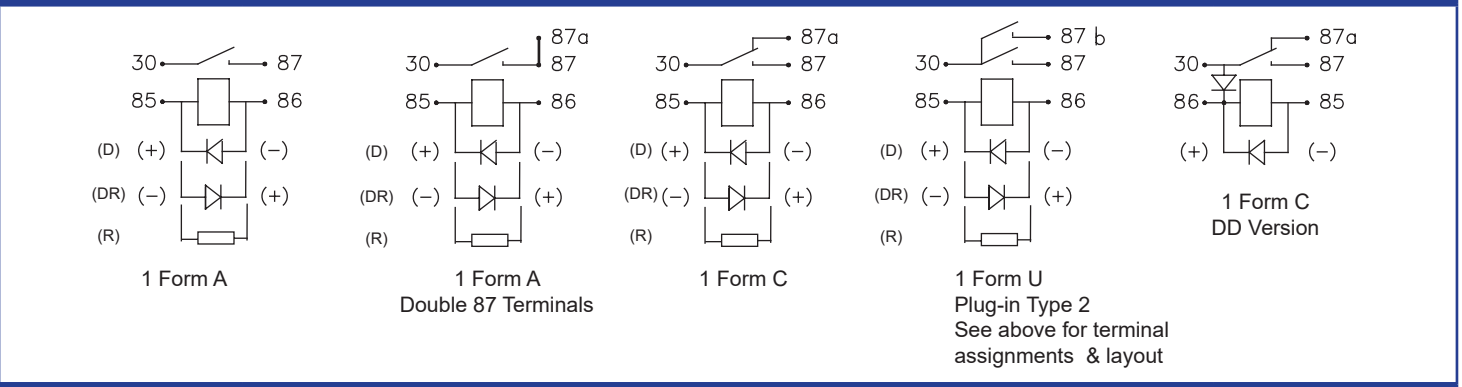 30 87
85 86
(D) (+) (−)
(DR) (−) (+)
(R)
1 Form A
87a
30 87
85 86
(D) (+) (−)
(DR) (−) (+)
(R)
1 Form A
Double 87 Terminals
87a
30 87
85 86
(D) (+) (−)
(DR) (−) (+)
(R)
1 Form C
87 b
30 87
85 86
(D) (+) (−)
(DR) (−) (+)
(R)
1 Form U
Plug-in Type 2
See above for terminal
assignments & layout
87a
30 87
86 85
(+) (−)
1 Form C
DD Version